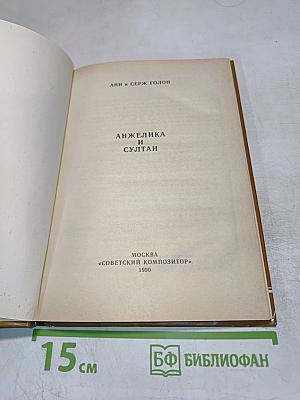 АНН и СЕРЖ ГОЛОН
АНЖЕЛИКА
И
СУЛТАН
МОСКВА
«СОВЕТСКИЙ КОМПОЗИТОР»
1990
15 см
БФ БИБЛИОФАН